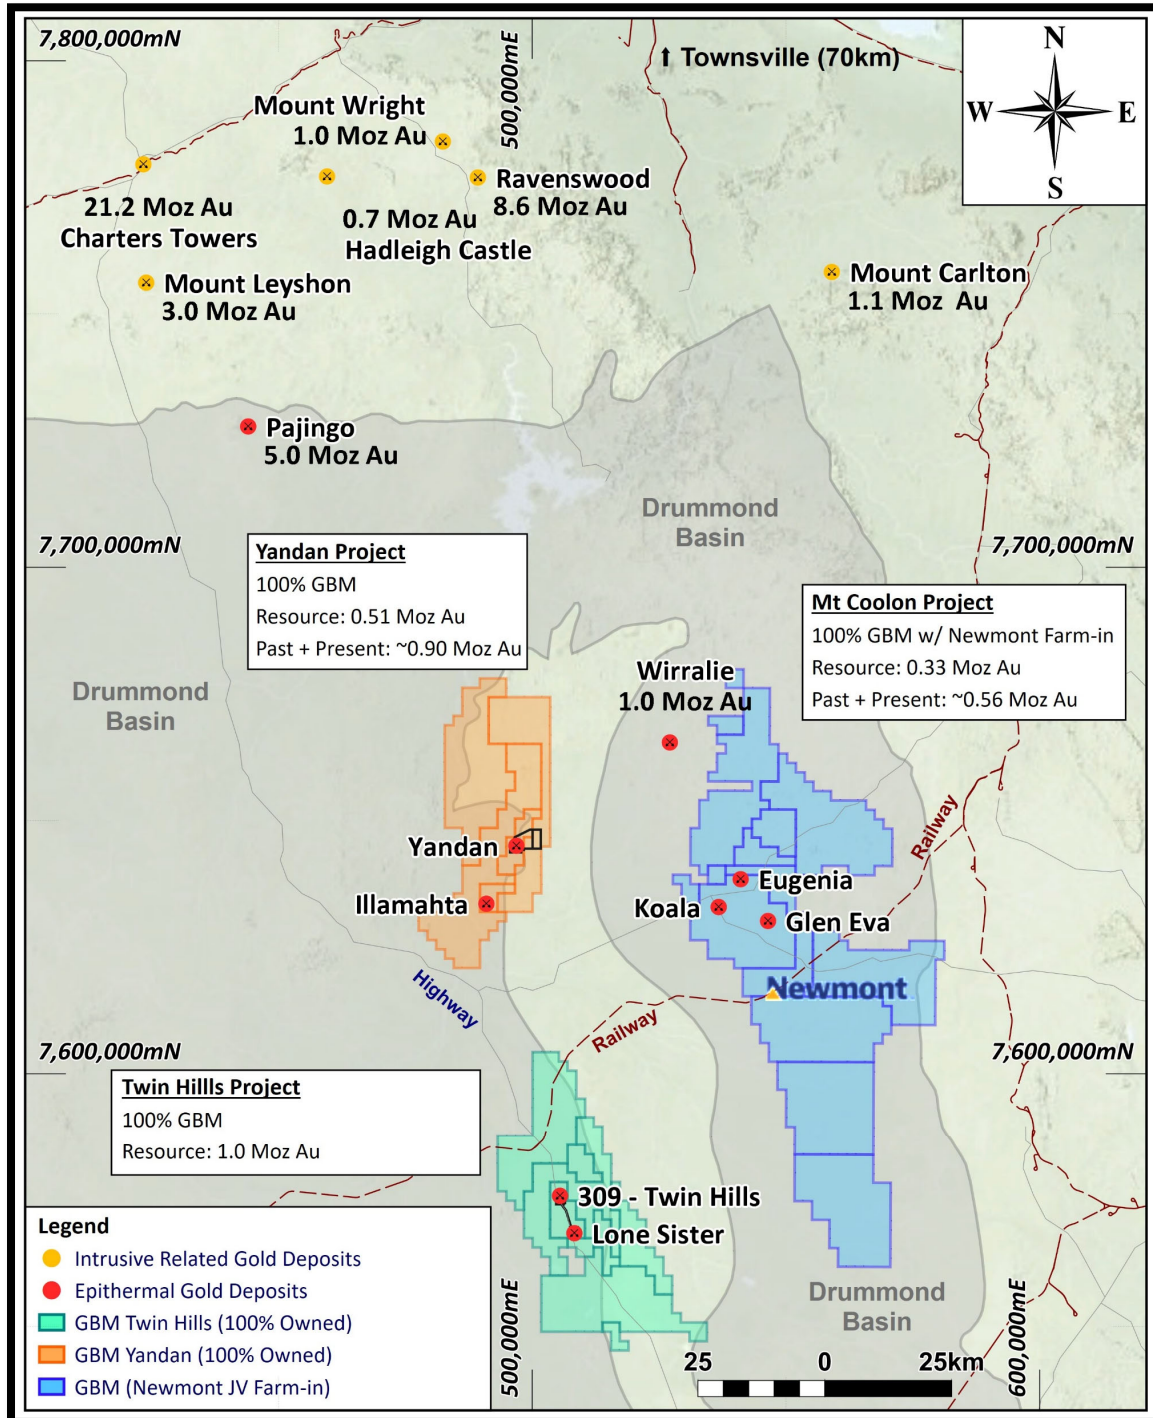 7,800,000mN
500,000mE
Townsville (70km)
N
W
E
S
Mount Wright
1.0 Moz Au
Ravenswood
8.6 Moz Au
21.2 Moz Au
Charters Towers
0.7 Moz Au
Hadleigh Castle
Mount Leyshon
3.0 Moz Au
Mount Carlton
1.1 Moz Au
Pajingo
5.0 Moz Au
Drummond
Basin
7,700,000mN
7,700,000mN
Yandan Project
100% GBM
Resource: 0.51 Moz Au
Past + Present: ~0.90 Moz Au
Mt Coolon Project
100% GBM w/ Newmont Farm-in
Resource: 0.33 Moz Au
Past + Present: ~0.56 Moz Au
Drummond
Basin
Wirralie
1.0 Moz Au
Railway
Yandan
Illamahta
Eugenia
Koala
Glen Eva
Highway
Newmont
Railway
7,600,000mN
7,600,000mN
Twin Hillls Project
100% GBM
Resource: 1.0 Moz Au
309 - Twin Hills
Lone Sister
Legend
Intrusive Related Gold Deposits
Epithermal Gold Deposits
GBM Twin Hills (100% Owned)
GBM Yandan (100% Owned)
GBM (Newmont JV Farm-in)
500,000mE
Drummond
Basin
600,000mE
25 0 25km